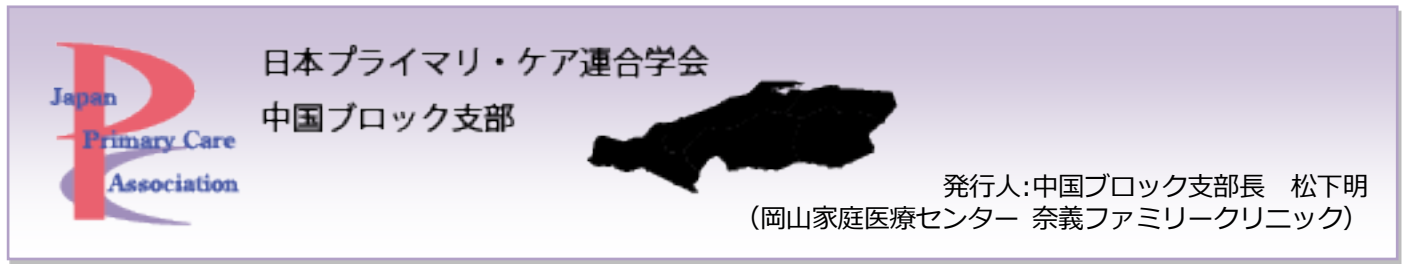 Japan
Primary Care
Association
日本プライマリ・ケア連合学会
中国ブロック支部
発行人:中国ブロック支部長　松下明
（岡山家庭医療センター 奈義ファミリークリニック）